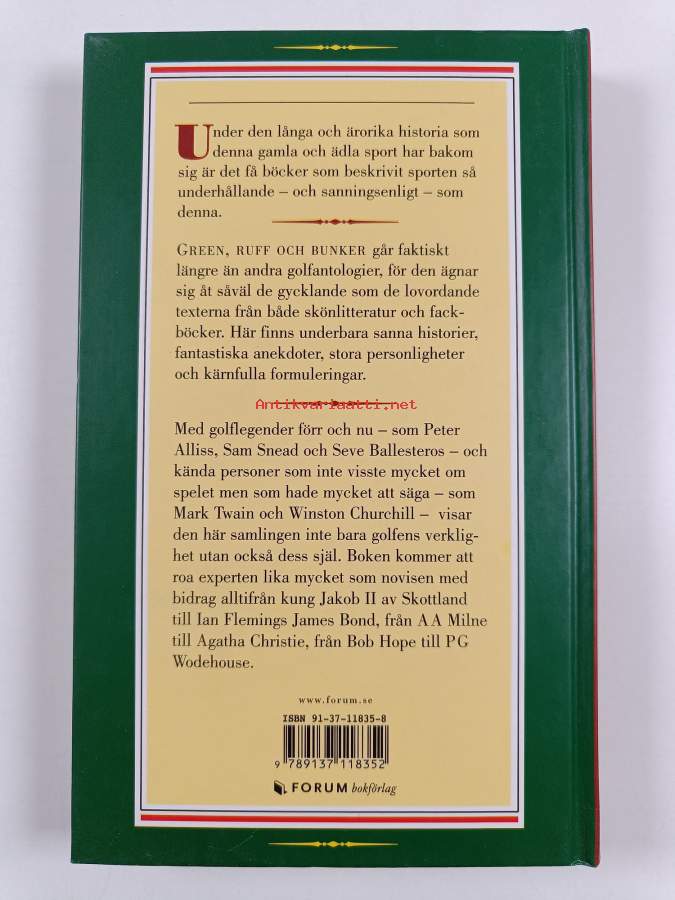 Under den långa och ärorika historia som
denna gamla och ädla sport har bakom
sig är det få böcker som beskrivit sporten så
underhållande – och sanningsenligt – som
denna.
GREEN, RUFF OCH BUNKER går faktiskt
längre än andra golfantologier, för den ägnar
sig åt såväl de gycklande som de lovordande
texterna från både skönlitteratur och fack-
böcker. Här finns underbara sanna historier,
fantastiska anekdoter, stora personligheter
och kärnfulla formuleringar.
Antikvariaatti.net
Med golflegender förr och nu – som Peter
Alliss, Sam Snead och Seve Ballesteros – och
kända personer som inte visste mycket om
spelet men som hade mycket att säga – som
Mark Twain och Winston Churchill – visar
den här samlingen inte bara golfens verklig-
het utan också dess själ. Boken kommer att
roa experten lika mycket som novisen med
bidrag alltifrån kung Jakob II av Skottland
till Ian Flemings James Bond, från A A Milne
till Agatha Christie, från Bob Hope till PG
Wodehouse.
www.forum.se
ISBN 91-37-11835-8
9 789137 118352
FORUM bokförlag